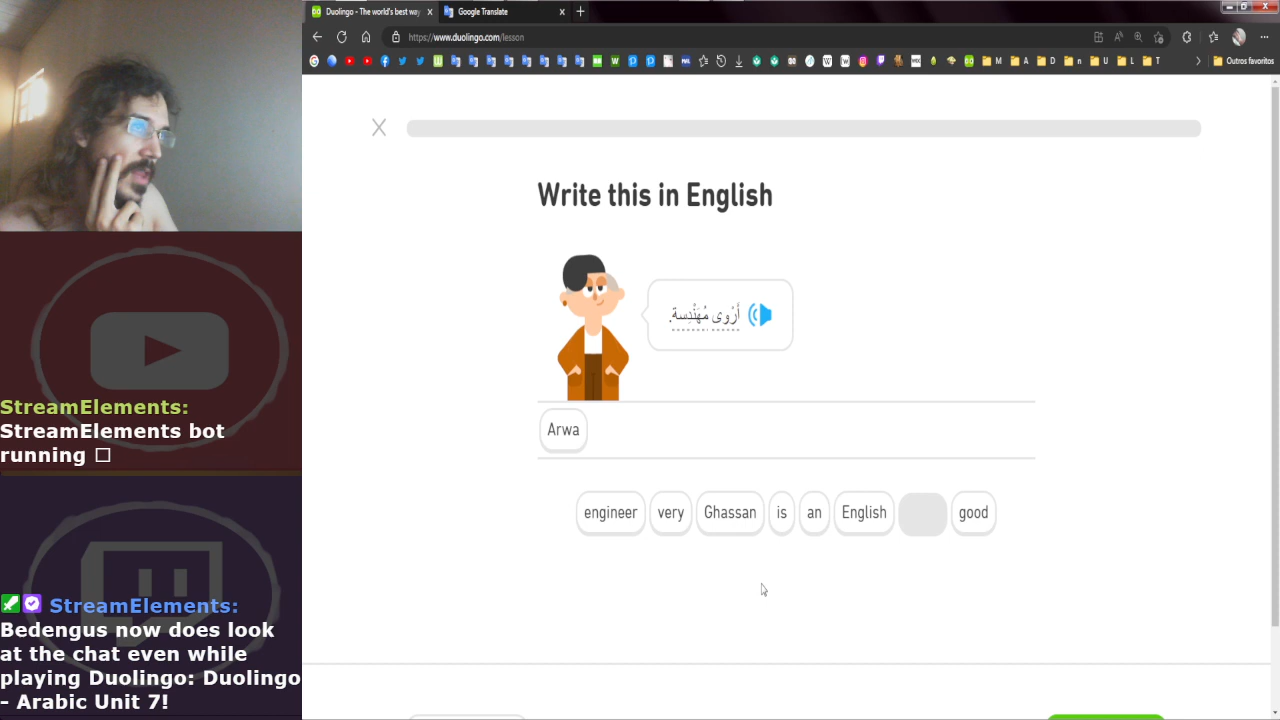 Duolingo - The world's best way
Google Translate
https://www.duolingo.com/lesson
M
A
D
n
U
L
T
Outros favoritos
Write this in English
أَرْوى مُهَنْدِسة.
Arwa
engineer
very
Ghassan
is
an
English
good
StreamElements:
StreamElements bot
running □
StreamElements:
Bedengus now does look
at the chat even while
playing Duolingo: Duolingo
- Arabic Unit 7!